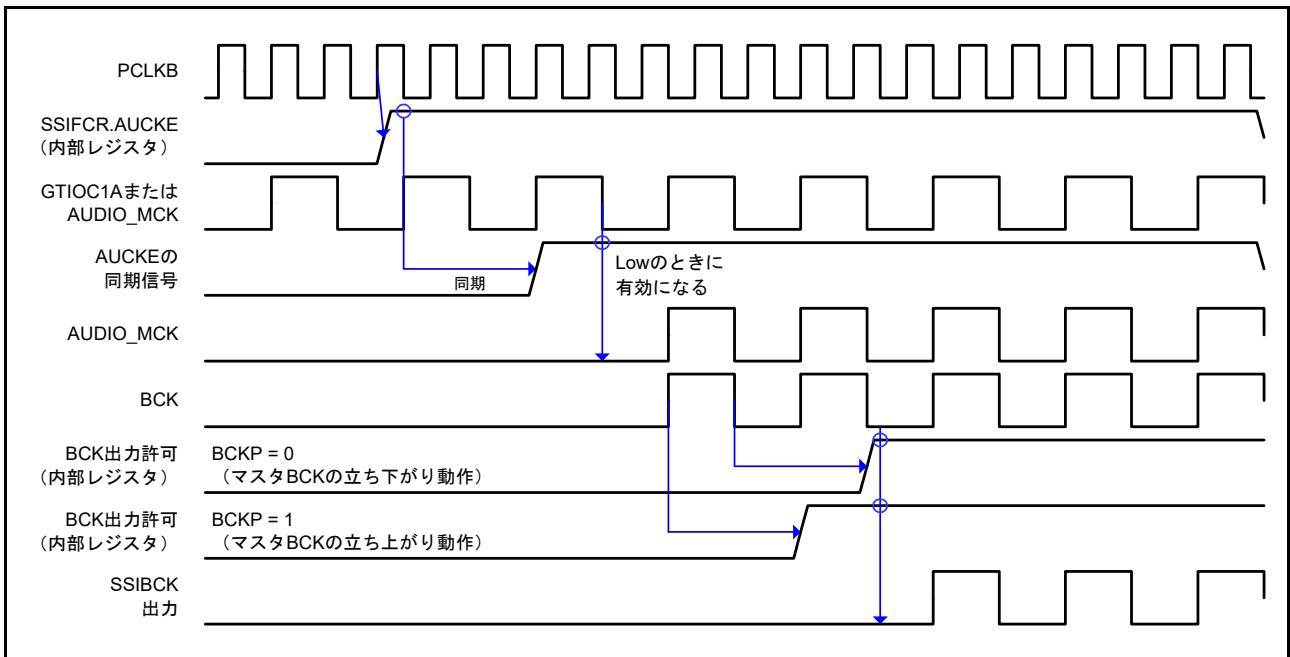 PCLKB
SSIFCR.AUCKE
（内部レジスタ）
GTIOC1Aまたは
AUDIO_MCK
AUCKEの
同期信号
同期
Lowのときに
有効になる
AUDIO_MCK
BCK
BCK出力許可
（内部レジスタ）
BCKP = 0
（マスタBCKの立ち下がり動作）
BCK出力許可
（内部レジスタ）
BCKP = 1
（マスタBCKの立ち上がり動作）
SSIBCK
出力